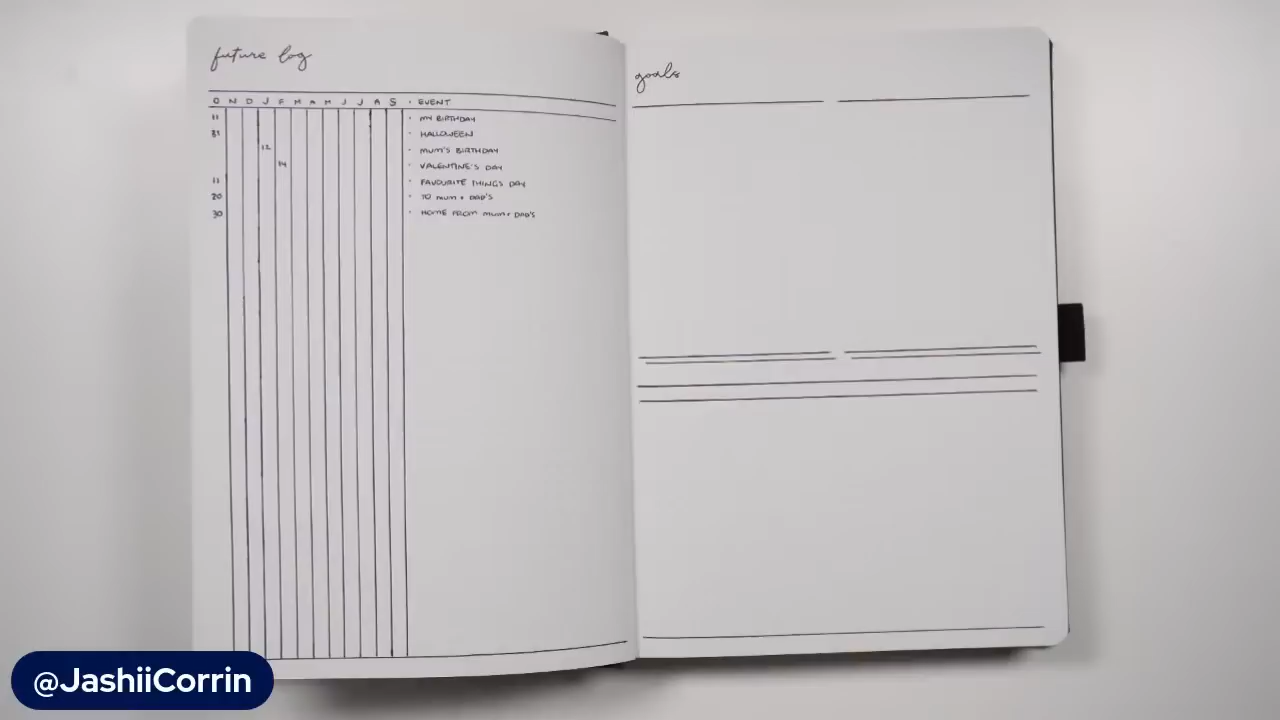 future log
O N D J F M A M J J A S · EVENT
11 · MY BIRTHDAY
31 · HALLOWEEN
12 · MUM'S BIRTHDAY
14 · VALENTINE'S DAY
11 · FAVOURITE THINGS DAY
20 · TO MUM + DAD'S
30 · HOME FROM MUM + DAD'S
goals
@JashiiCorrin